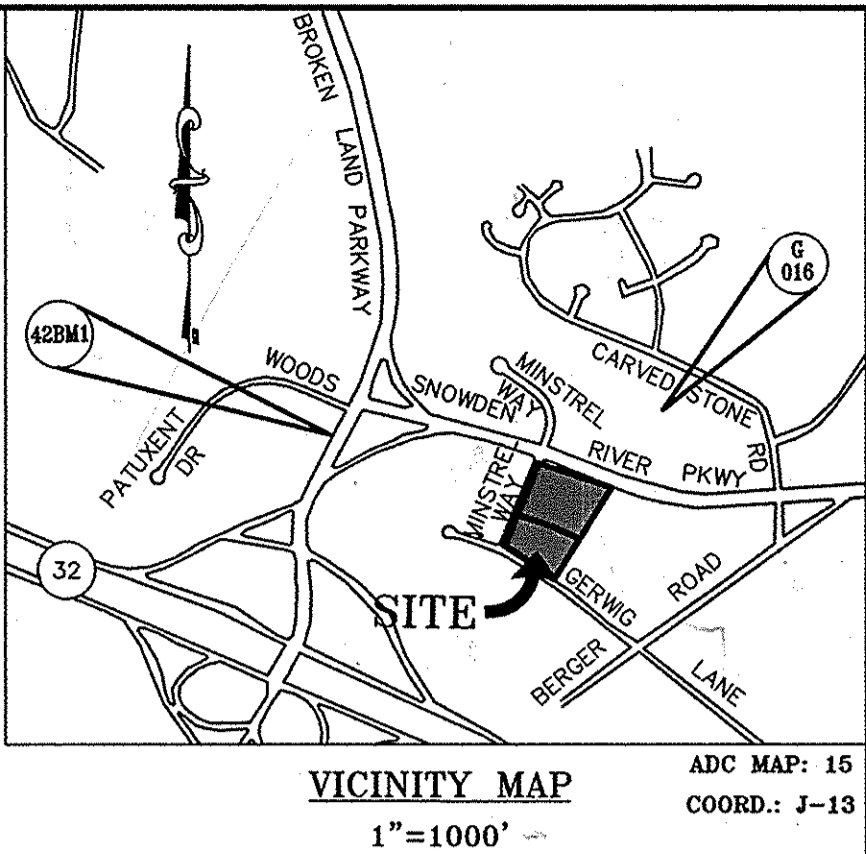 BROKEN LAND PARKWAY
G
016
42BM1
WOODS
PATUXENT
DR
SNOWDEN
RIVER PKWY
MINSTREL
WAY
CARVED STONE
RD
MINSTREL
WAY
32
SITE
GERWIG
LANE
BERGER ROAD
VICINITY MAP
1"=1000'
ADC MAP: 15
COORD.: J-13